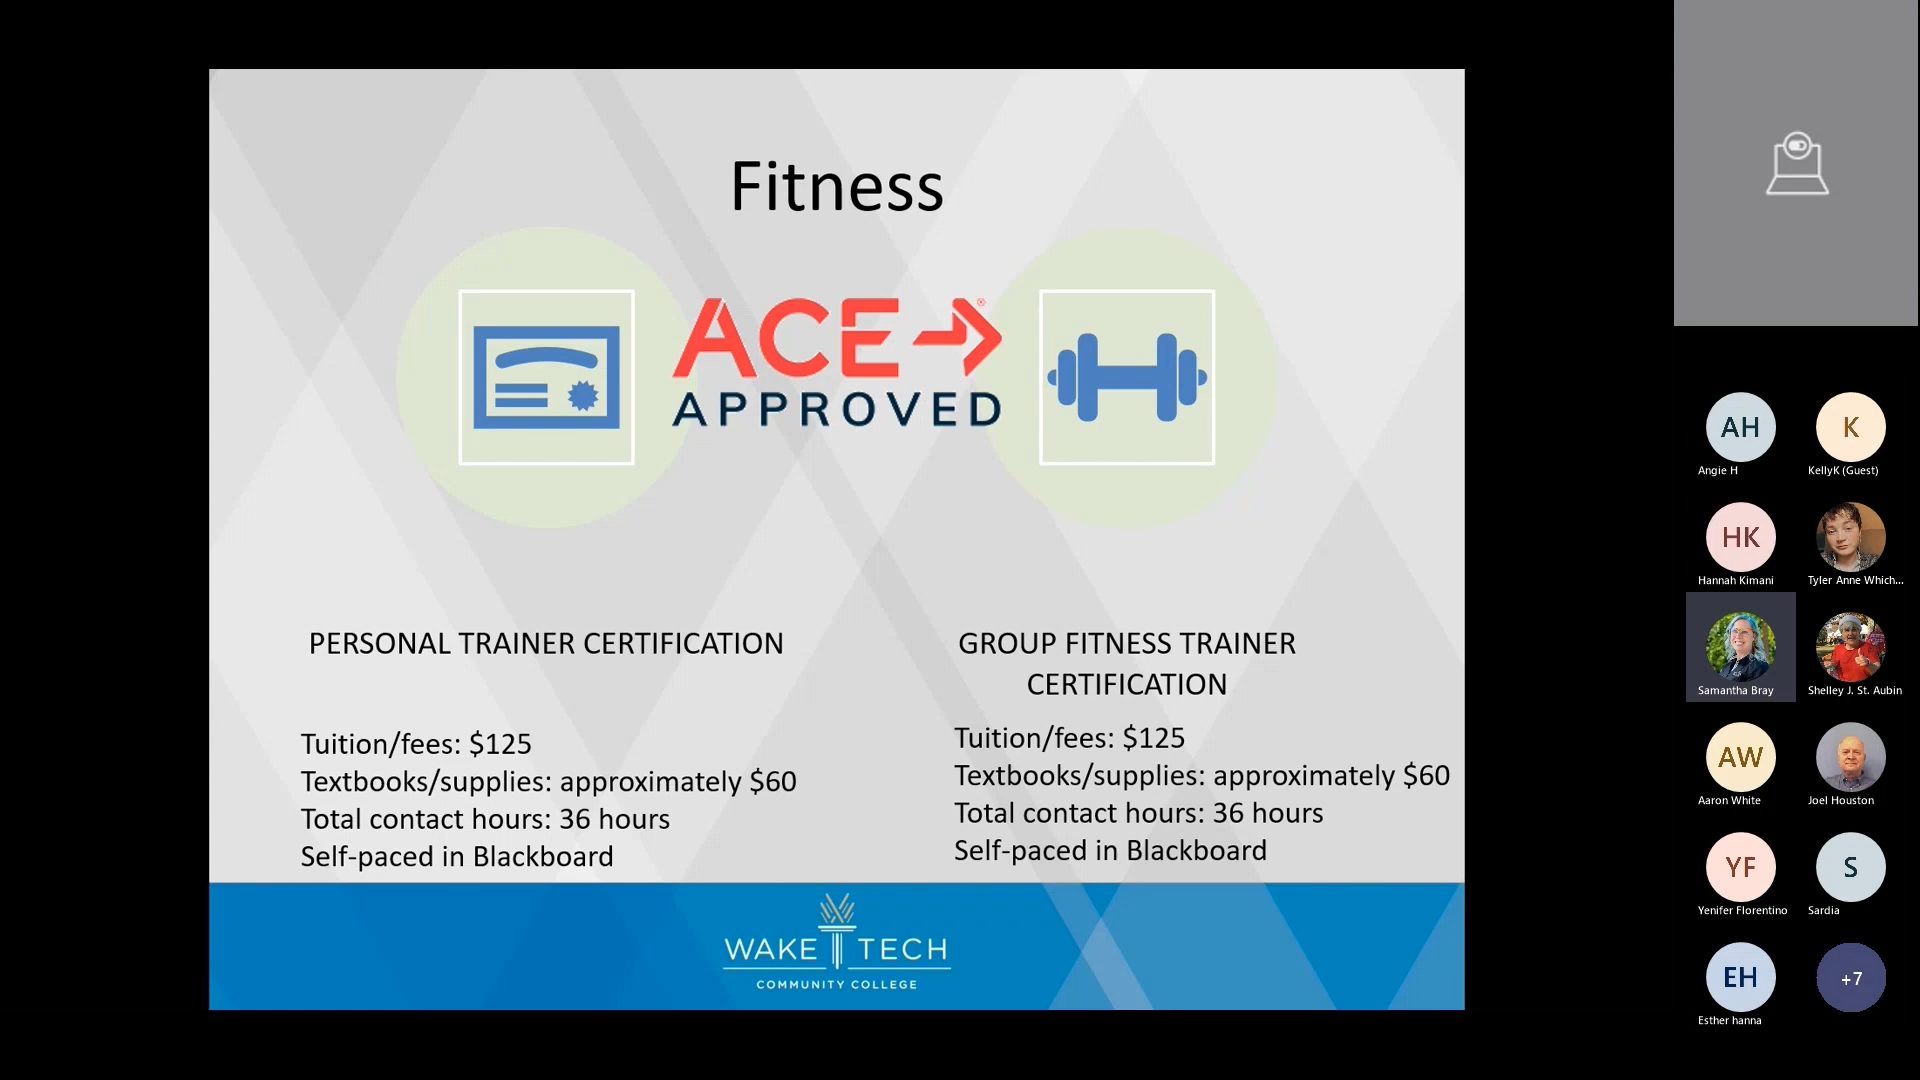 Fitness
ACE
®
APPROVED
PERSONAL TRAINER CERTIFICATION
Tuition/fees: $125
Textbooks/supplies: approximately $60
Total contact hours: 36 hours
Self-paced in Blackboard
GROUP FITNESS TRAINER
CERTIFICATION
Tuition/fees: $125
Textbooks/supplies: approximately $60
Total contact hours: 36 hours
Self-paced in Blackboard
WAKE TECH
COMMUNITY COLLEGE
AH
Angie H
K
KellyK (Guest)
HK
Hannah Kimani
Tyler Anne Which...
Samantha Bray
Shelley J. St. Aubin
AW
Aaron White
Joel Houston
YF
Yenifer Florentino
S
Sardia
EH
Esther hanna
+7